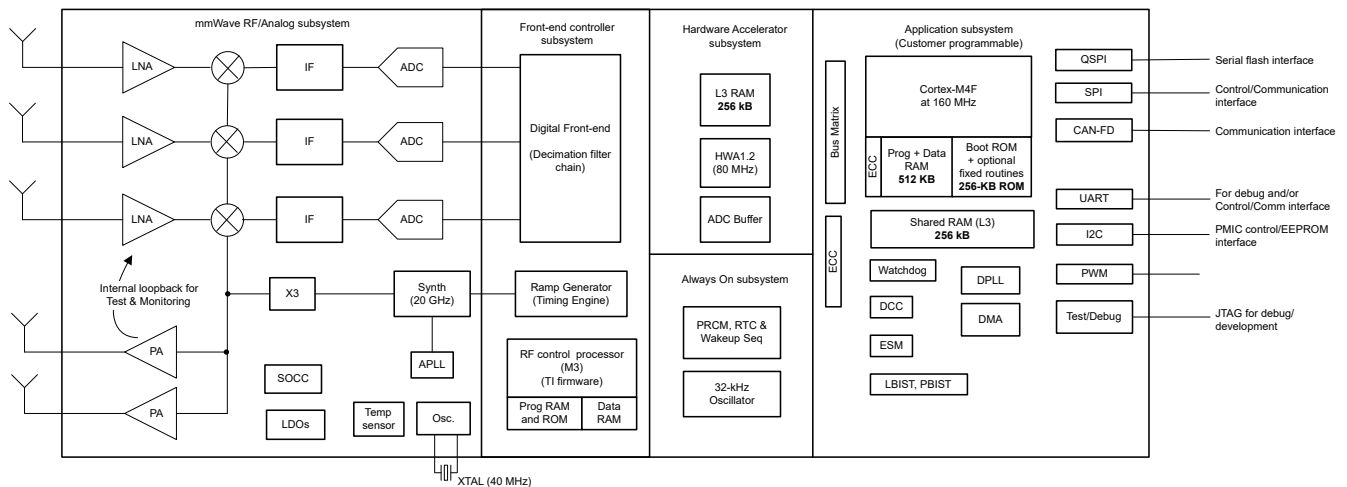 mmWave RF/Analog subsystem
LNA
IF
ADC
LNA
IF
ADC
LNA
IF
ADC
Internal loopback for
Test & Monitoring
X3
Synth
(20 GHz)
PA
APLL
SOCC
PA
LDOs
Temp
sensor
Osc.
XTAL (40 MHz)
Front-end controller
subsystem
Digital Front-end
(Decimation filter
chain)
Ramp Generator
(Timing Engine)
RF control processor
(M3)
(TI firmware)
Prog RAM
and ROM
Data
RAM
Hardware Accelerator
subsystem
L3 RAM
256 kB
HWA1.2
(80 MHz)
ADC Buffer
Always On subsystem
PRCM, RTC &
Wakeup Seq
32-kHz
Oscillator
Application subsystem
(Customer programmable)
Bus Matrix
Cortex-M4F
at 160 MHz
ECC
Prog + Data
RAM
512 KB
Boot ROM
+ optional
fixed routines
256-KB ROM
ECC
Shared RAM (L3)
256 kB
Watchdog
DPLL
DCC
DMA
ESM
LBIST, PBIST
QSPI
Serial flash interface
SPI
Control/Communication
interface
CAN-FD
Communication interface
UART
For debug and/or
Control/Comm interface
I2C
PMIC control/EEPROM
interface
PWM
Test/Debug
JTAG for debug/
development